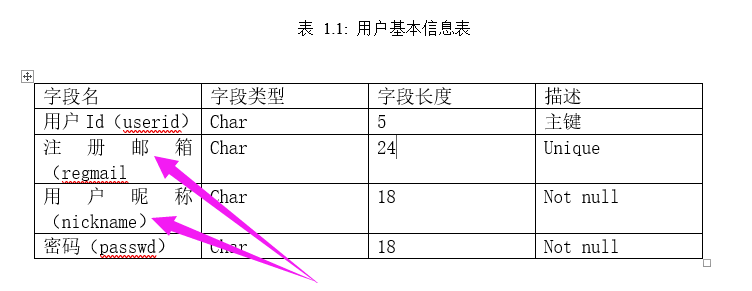 表 1.1: 用户基本信息表
字段名 字段类型 字段长度 描述
用户 Id（userid） Char 5 主键
注册邮箱 Char 24 Unique
（regmail
用户昵称 Char 18 Not null
（nickname）
密码（passwd） Char 18 Not null